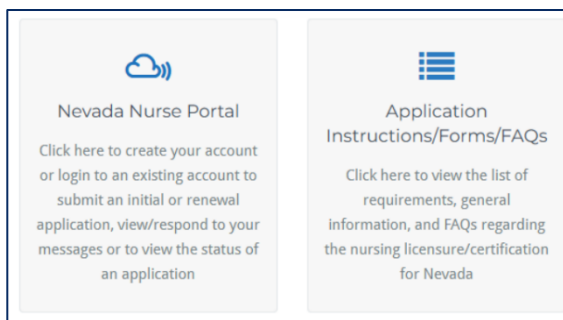 Nevada Nurse Portal
Click here to create your account
or login to an existing account to
submit an initial or renewal
application, view/respond to your
messages or to view the status of
an application
Application
Instructions/Forms/FAQs
Click here to view the list of
requirements, general
information, and FAQs regarding
the nursing licensure/certification
for Nevada